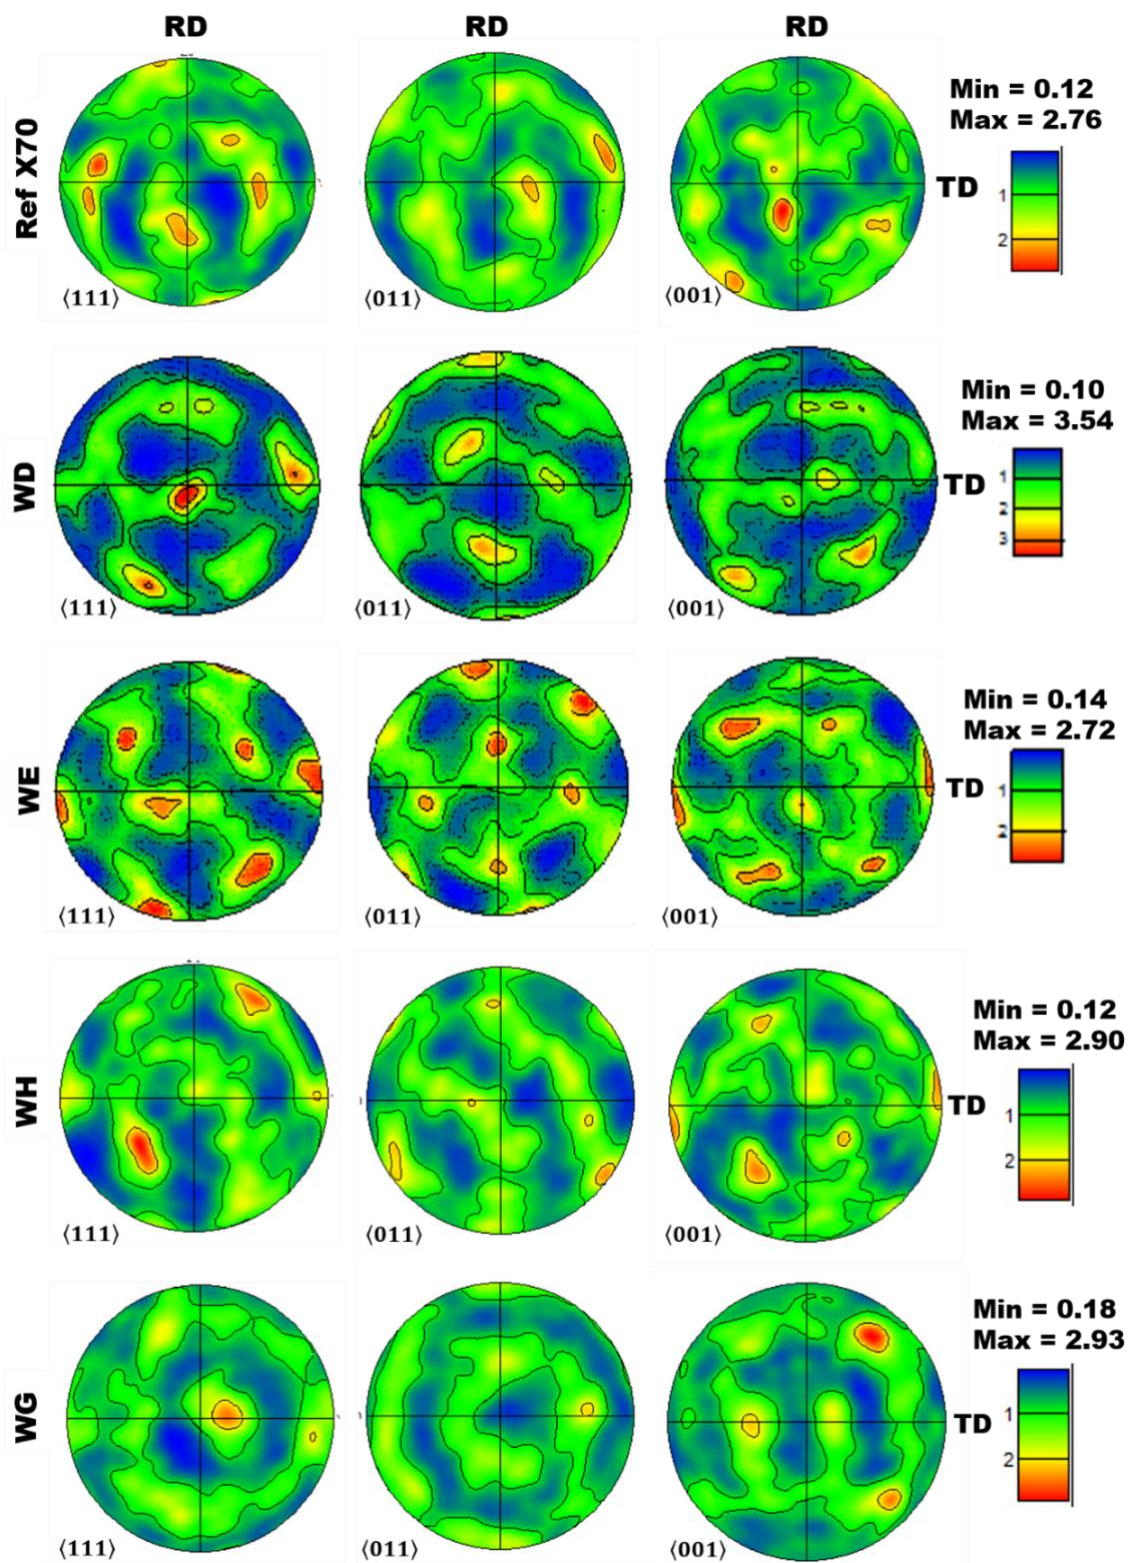 RD RD RD
Ref X70
Min = 0.12
Max = 2.76
TD
1
2
⟨111⟩ ⟨011⟩ ⟨001⟩
WD
Min = 0.10
Max = 3.54
TD
1
2
3
⟨111⟩ ⟨011⟩ ⟨001⟩
WE
Min = 0.14
Max = 2.72
TD
1
2
⟨111⟩ ⟨011⟩ ⟨001⟩
WH
Min = 0.12
Max = 2.90
TD
1
2
⟨111⟩ ⟨011⟩ ⟨001⟩
WG
Min = 0.18
Max = 2.93
TD
1
2
⟨111⟩ ⟨011⟩ ⟨001⟩